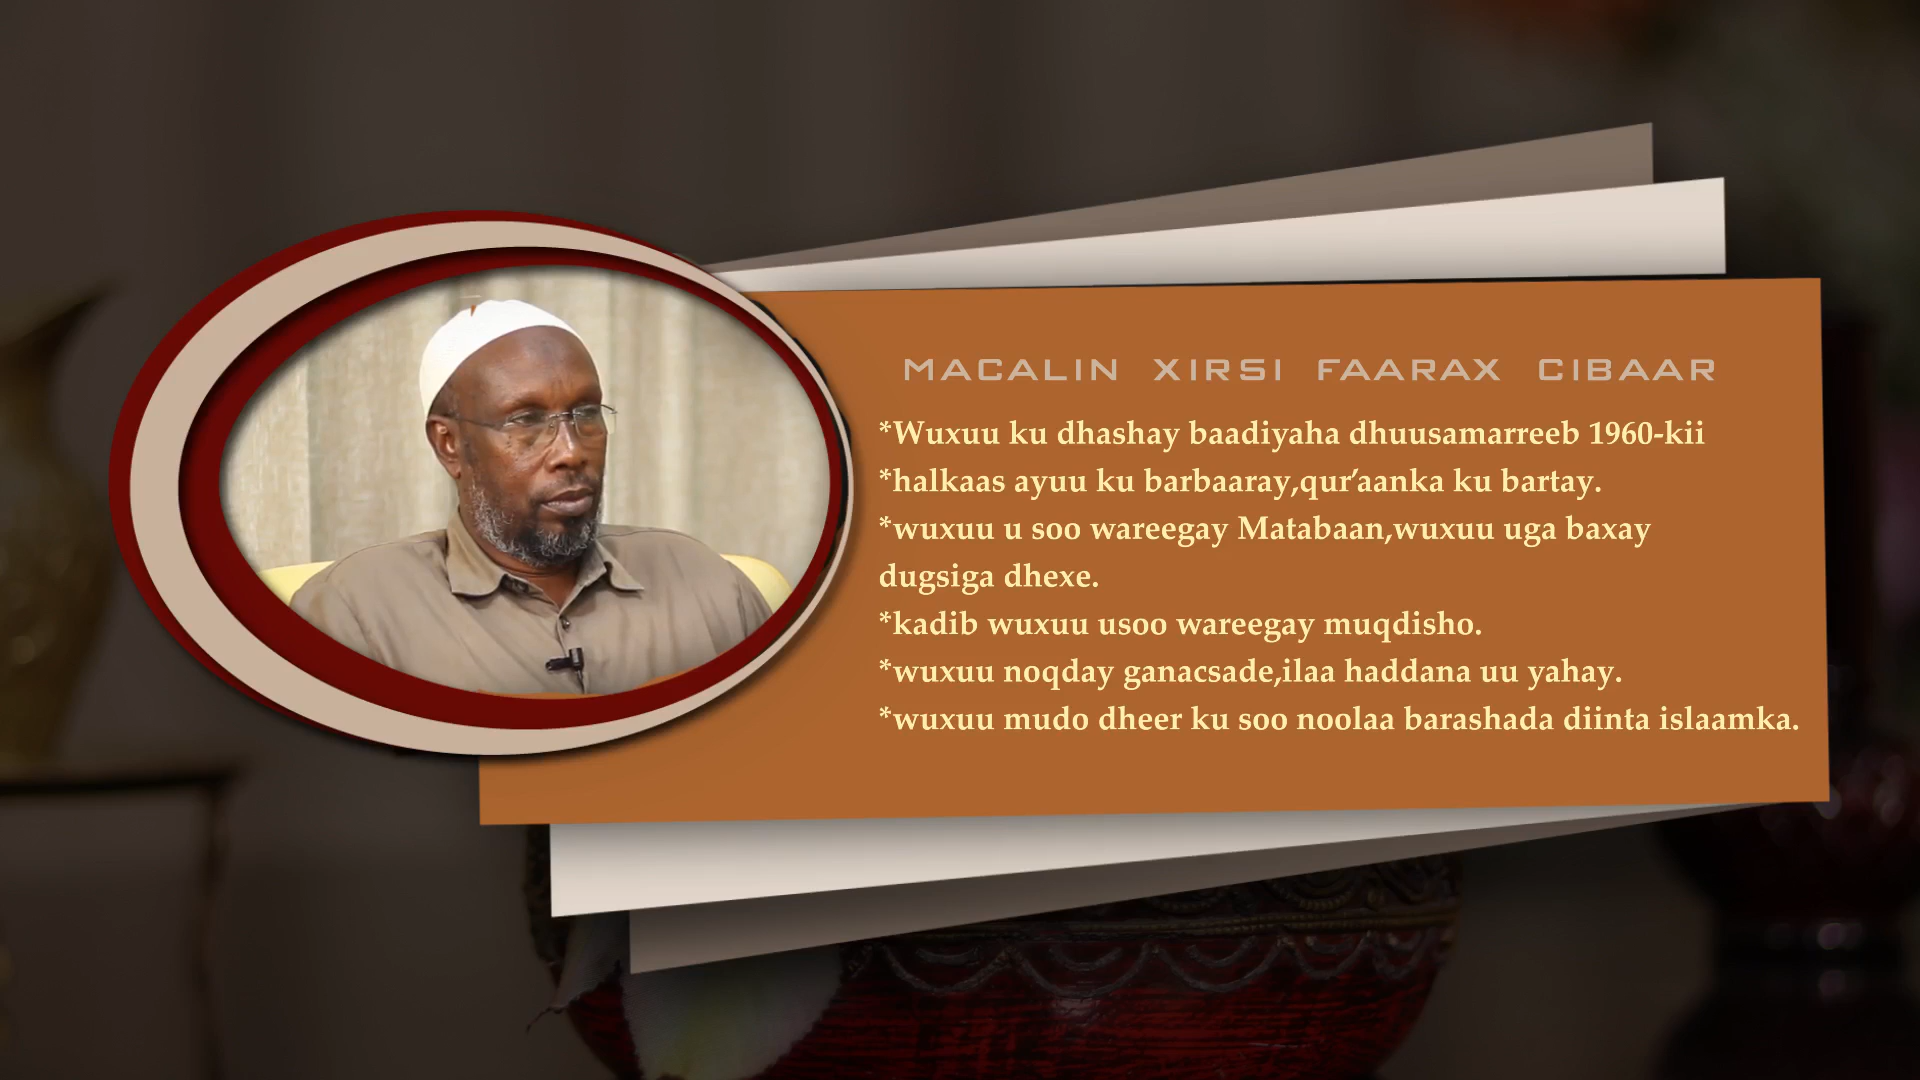 MACALIN XIRSI FAARAX CIBAAR
*Wuxuu ku dhashay baadiyaha dhuusamarreeb 1960-kii
*halkaas ayuu ku barbaaray,qur’aanka ku bartay.
*wuxuu u soo wareegay Matabaan,wuxuu uga baxay
dugsiga dhexe.
*kadib wuxuu usoo wareegay muqdisho.
*wuxuu noqday ganacsade,ilaa haddana uu yahay.
*wuxuu mudo dheer ku soo noolaa barashada diinta islaamka.